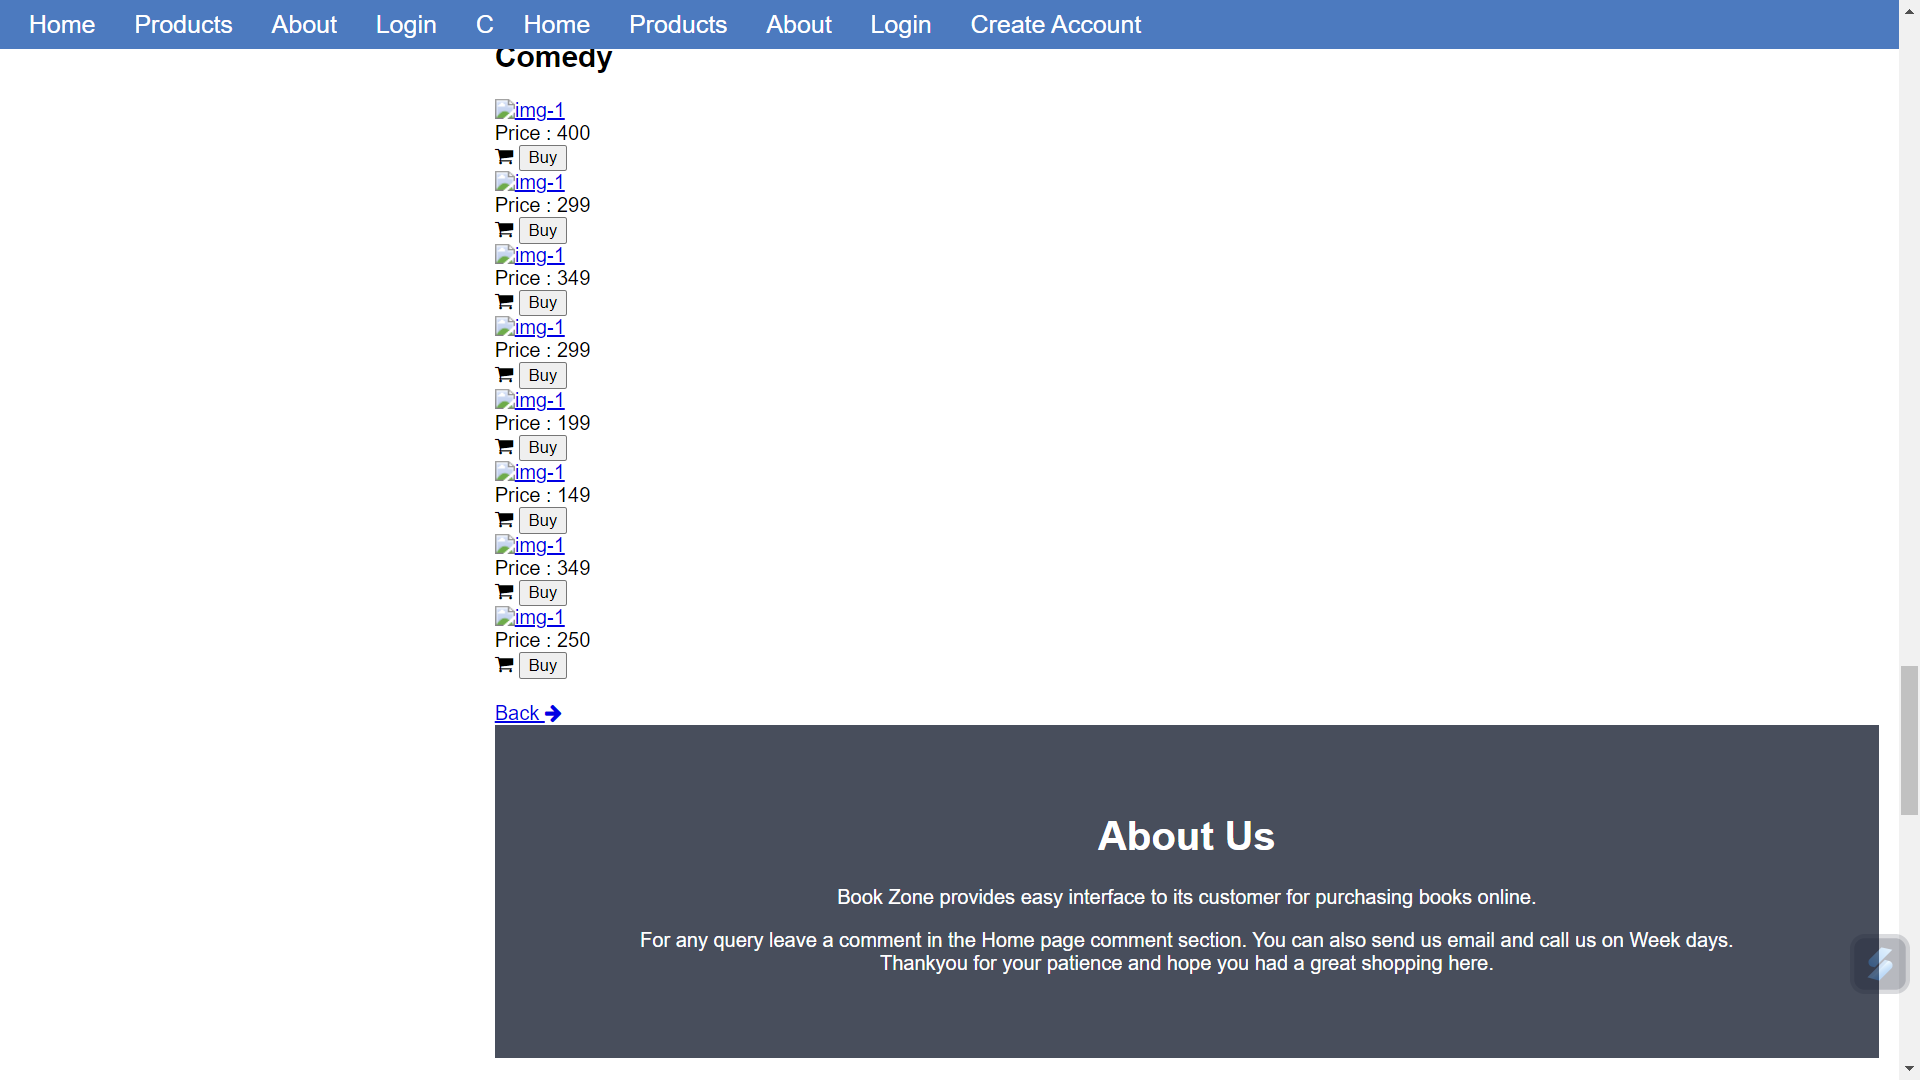 Home Products About Login C Home Products About Login Create Account
Comedy
img-1
Price : 400
Buy
img-1
Price : 299
Buy
img-1
Price : 349
Buy
img-1
Price : 299
Buy
img-1
Price : 199
Buy
img-1
Price : 149
Buy
img-1
Price : 349
Buy
img-1
Price : 250
Buy
Back
About Us
Book Zone provides easy interface to its customer for purchasing books online.
For any query leave a comment in the Home page comment section. You can also send us email and call us on Week days.
Thankyou for your patience and hope you had a great shopping here.